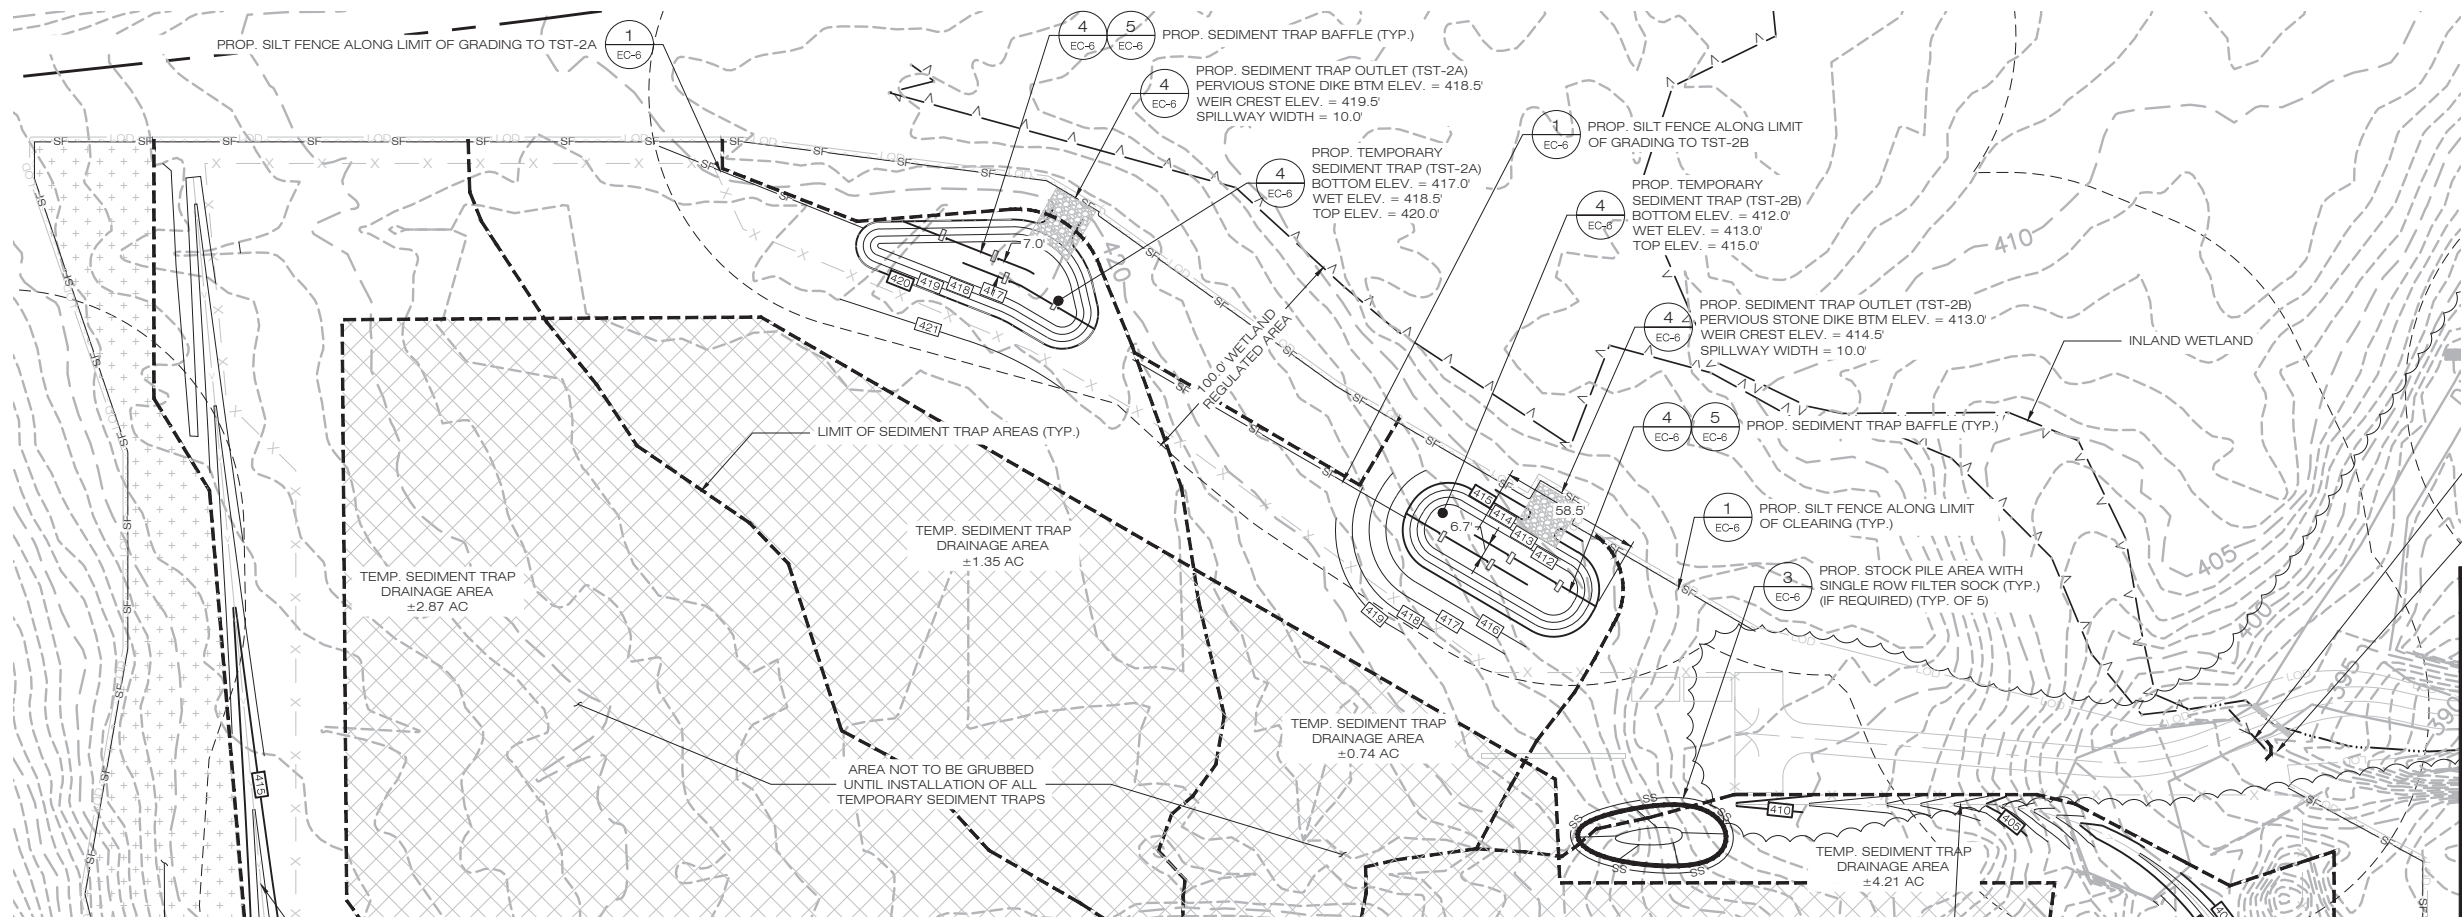 PROP. SILT FENCE ALONG LIMIT OF GRADING TO TST-2A
1
EC-6
4
EC-6
5
EC-6
PROP. SEDIMENT TRAP BAFFLE (TYP.)
4
EC-6
PROP. SEDIMENT TRAP OUTLET (TST-2A)
PERVIOUS STONE DIKE BTM ELEV. = 418.5'
WEIR CREST ELEV. = 419.5'
SPILLWAY WIDTH = 10.0'
1
EC-6
PROP. SILT FENCE ALONG LIMIT
OF GRADING TO TST-2B
4
EC-6
PROP. TEMPORARY
SEDIMENT TRAP (TST-2A)
BOTTOM ELEV. = 417.0'
WET ELEV. = 418.5'
TOP ELEV. = 420.0'
4
EC-6
PROP. TEMPORARY
SEDIMENT TRAP (TST-2B)
BOTTOM ELEV. = 412.0'
WET ELEV. = 413.0'
TOP ELEV. = 415.0'
410
7.0'
420
420
419
418
417
421
4
EC-6
PROP. SEDIMENT TRAP OUTLET (TST-2B)
PERVIOUS STONE DIKE BTM ELEV. = 413.0'
WEIR CREST ELEV. = 414.5'
SPILLWAY WIDTH = 10.0'
INLAND WETLAND
100.0' WETLAND
REGULATED AREA
LIMIT OF SEDIMENT TRAP AREAS (TYP.)
4
EC-6
5
EC-6
PROP. SEDIMENT TRAP BAFFLE (TYP.)
415
414
413
412
58.5'
6.7'
419
418
417
416
1
EC-6
PROP. SILT FENCE ALONG LIMIT
OF CLEARING (TYP.)
TEMP. SEDIMENT TRAP
DRAINAGE AREA
±1.35 AC
TEMP. SEDIMENT TRAP
DRAINAGE AREA
±2.87 AC
3
EC-6
PROP. STOCK PILE AREA WITH
SINGLE ROW FILTER SOCK (TYP.)
(IF REQUIRED) (TYP. OF 5)
405
400
395
390
TEMP. SEDIMENT TRAP
DRAINAGE AREA
±0.74 AC
AREA NOT TO BE GRUBBED
UNTIL INSTALLATION OF ALL
TEMPORARY SEDIMENT TRAPS
415
410
405
TEMP. SEDIMENT TRAP
DRAINAGE AREA
±4.21 AC
SF
LOD
SS